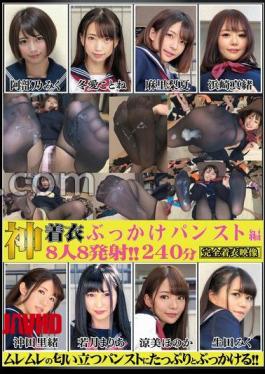 阿部乃みく
冬愛ことね
麻里梨夏
浜崎真緒
神
着衣ぶっかけパンスト編
8人8発射!!240分
【完全着衣映像】
沖田里緒
若月まりあ
涼美ほのか
生田みく
ムレムレの匂い立つパンストにたっぷりとぶっかける!!